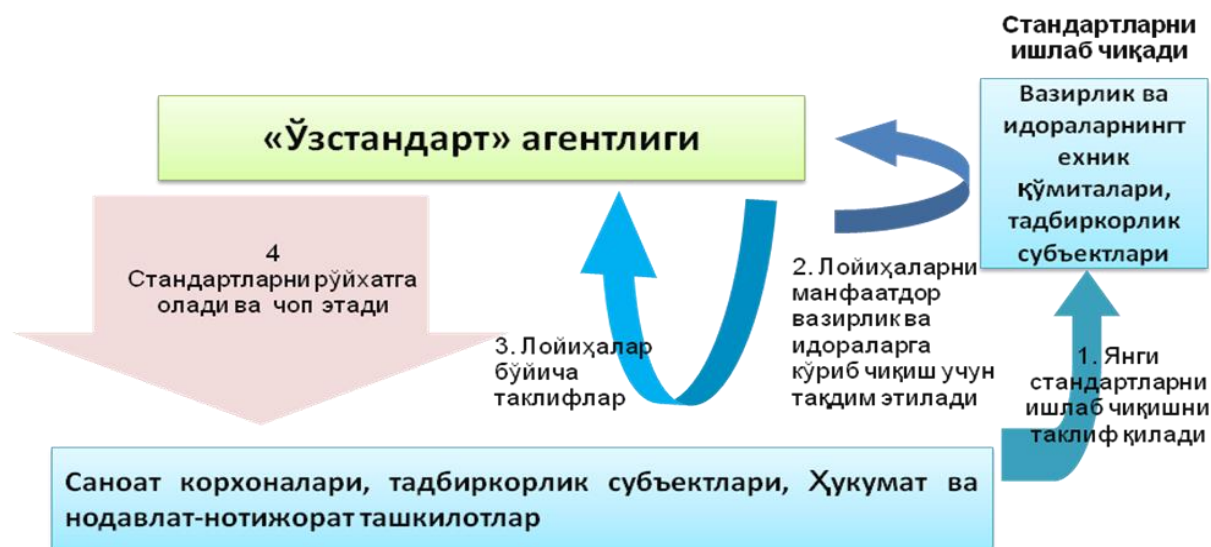 Стандартларни
ишлаб чиқади
Вазирлик ва
идораларнингт
ехник
қўмиталари,
тадбиркорлик
субъектлари
«Ўзстандарт» агентлиги
4
Стандартларни рўйхатга
олади ва чоп этади
3. Лойиҳалар
бўйича
таклифлар
2. Лойиҳаларни
манфаатдор
вазирлик ва
идораларга
кўриб чиқиш учун
тақдим этилади
1. Янги
стандартларни
ишлаб чиқишни
таклиф қилади
Саноат корхоналари, тадбиркорлик субъектлари, Ҳукумат ва
нодавлат-нотижорат ташкилотлар